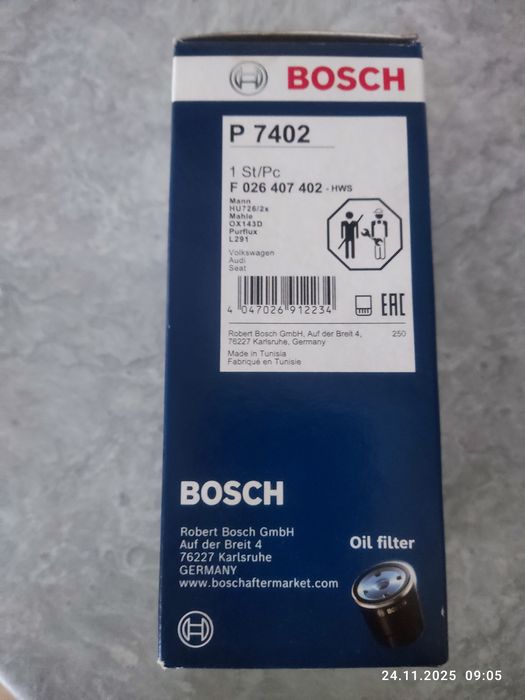 BOSCH
P 7402
1 St/Pc
F 026 407 402 - HWS
Mann
HU726/2x
Mahle
OX143D
Purflux
L291
Volkswagen
Audi
Seat
4 047026 912234
EAC
Robert Bosch GmbH, Auf der Breit 4, 250
76227 Karlsruhe, Germany
Made in Tunisia
Fabriqué en Tunisie
BOSCH
Robert Bosch GmbH
Auf der Breit 4
76227 Karlsruhe
GERMANY
www.boschaftermarket.com
Oil filter
24.11.2025 09:05